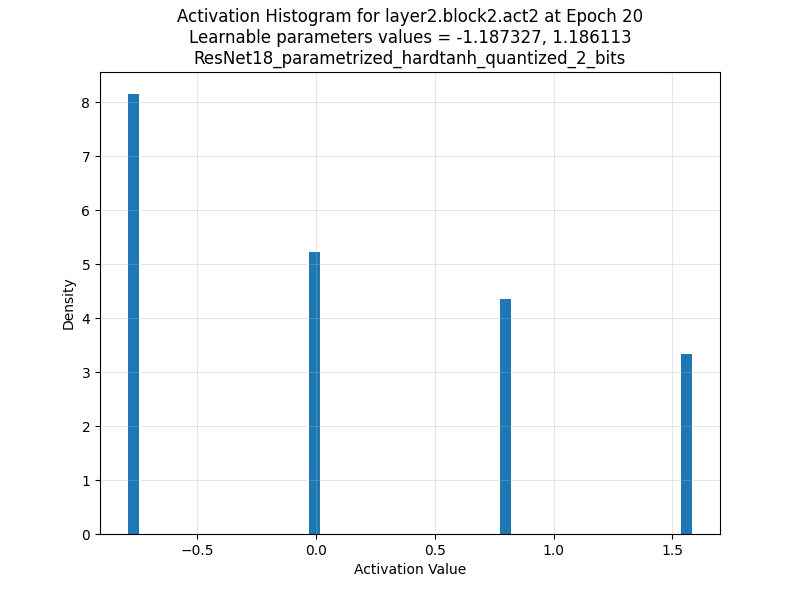 Activation Histogram for layer2.block2.act2 at Epoch 20
Learnable parameters values = -1.187327, 1.186113
ResNet18_parametrized_hardtanh_quantized_2_bits
8
7
6
5
4
3
2
1
0
Density
−0.5
0.0
0.5
1.0
1.5
Activation Value